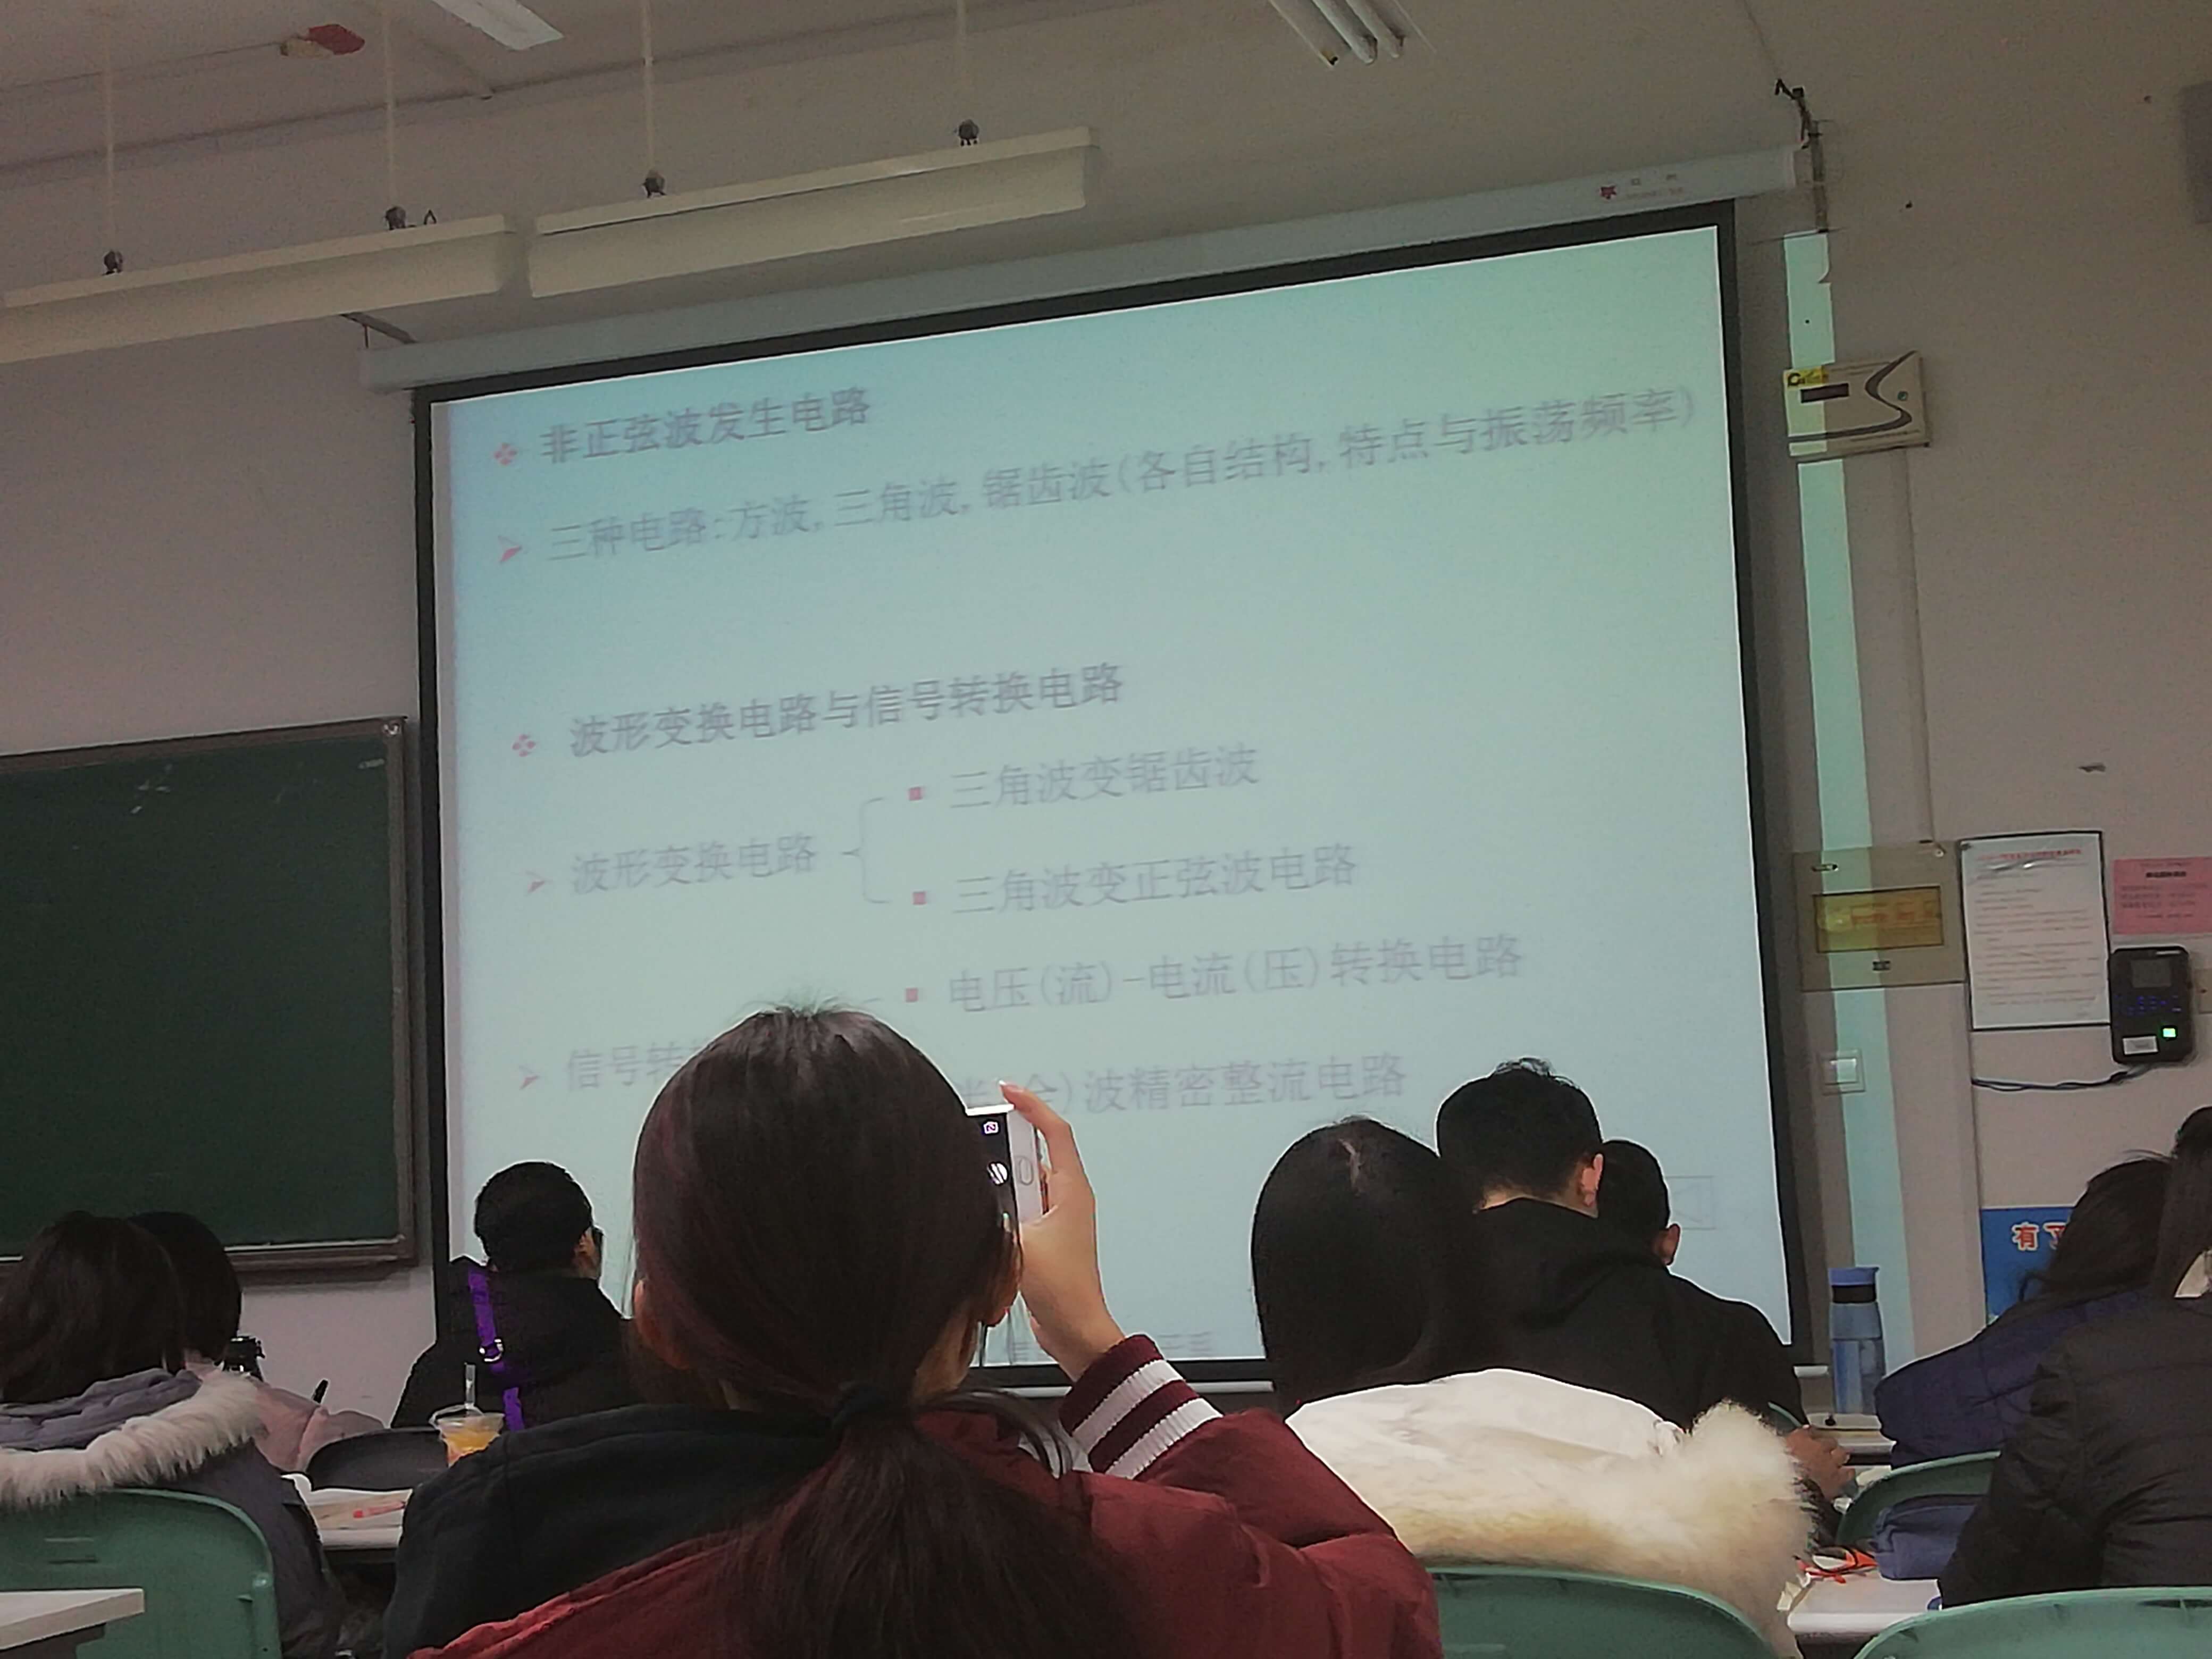 非正弦波发生电路
三种电路:方波,三角波,锯齿波(各自结构,特点与振荡频率)
波形变换电路与信号转换电路
三角波变锯齿波
波形变换电路
三角波变正弦波电路
电压(流)-电流(压)转换电路
信号转
全)波精密整流电路
有